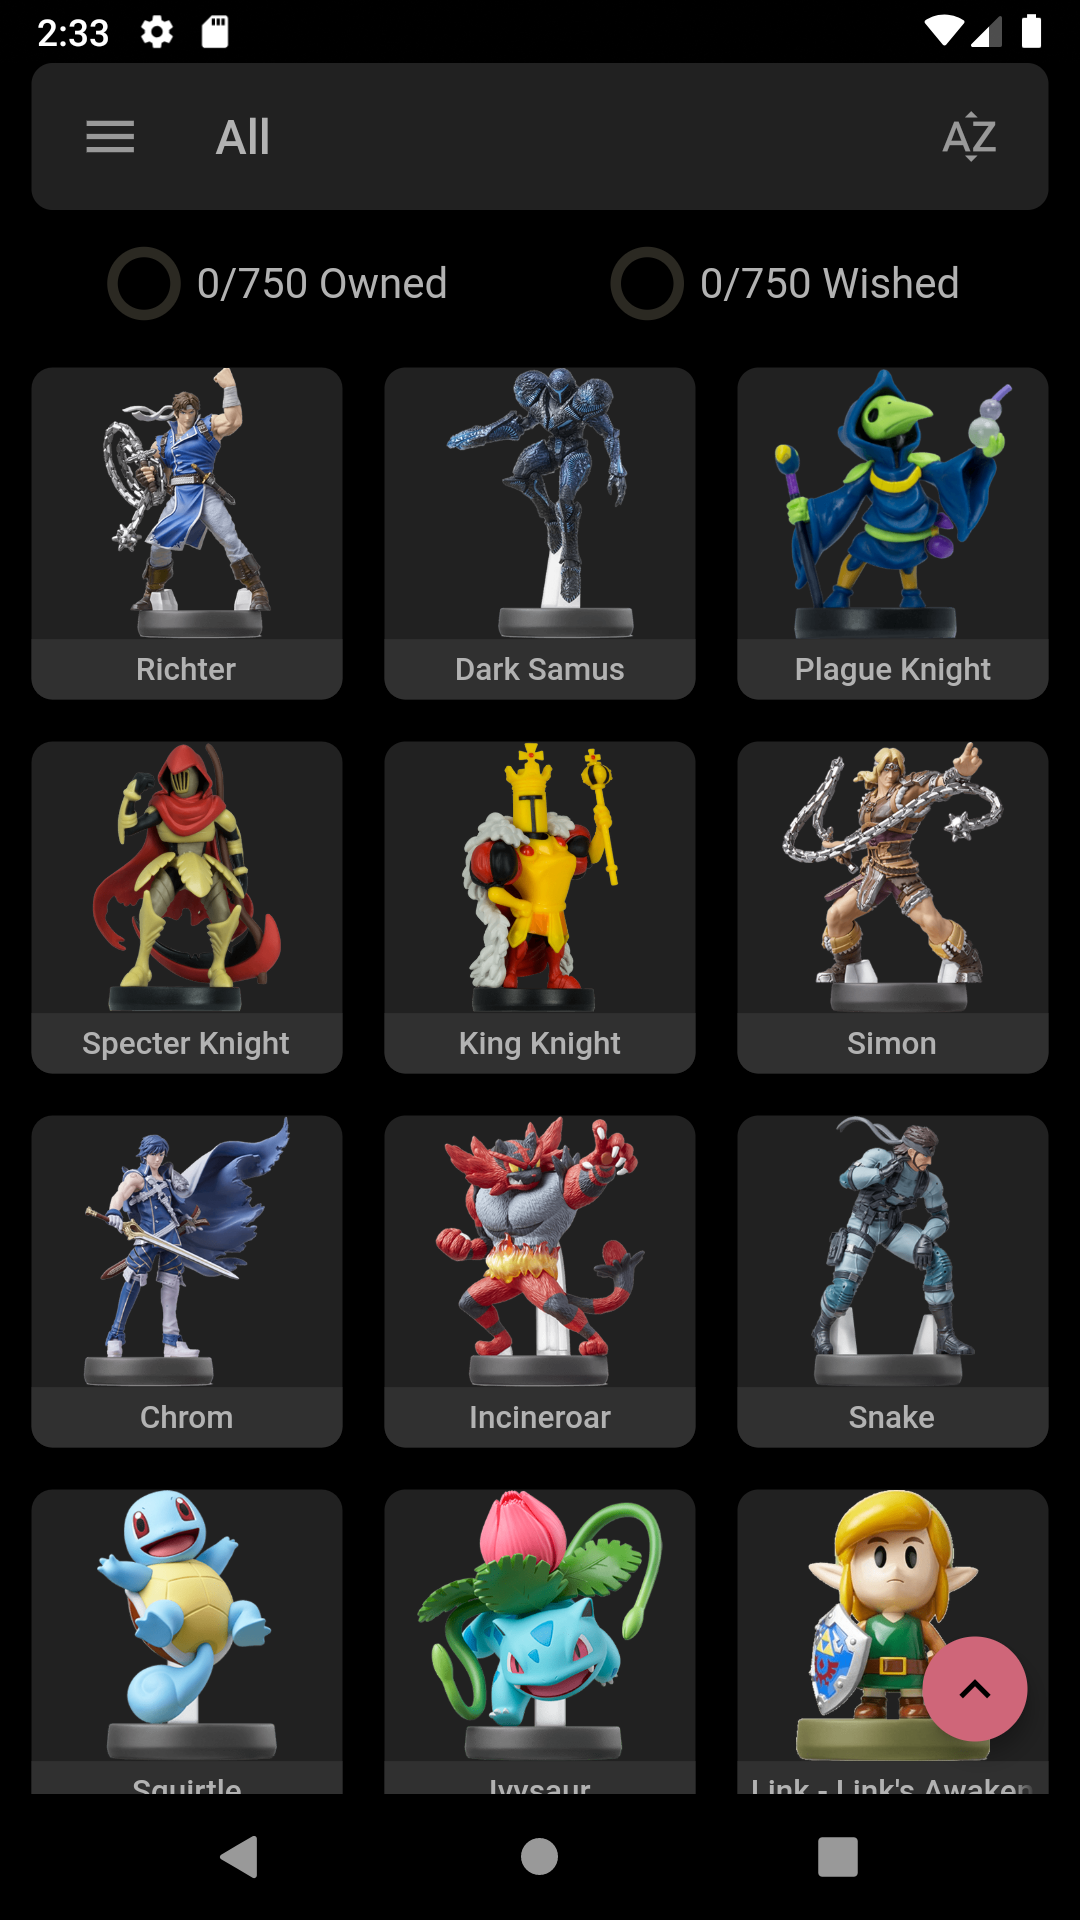 2:33
All
AZ
0/750 Owned
0/750 Wished
Richter
Dark Samus
Plague Knight
Specter Knight
King Knight
Simon
Chrom
Incineroar
Snake
Squirtle
Ivysaur
Link - Link's Awaken